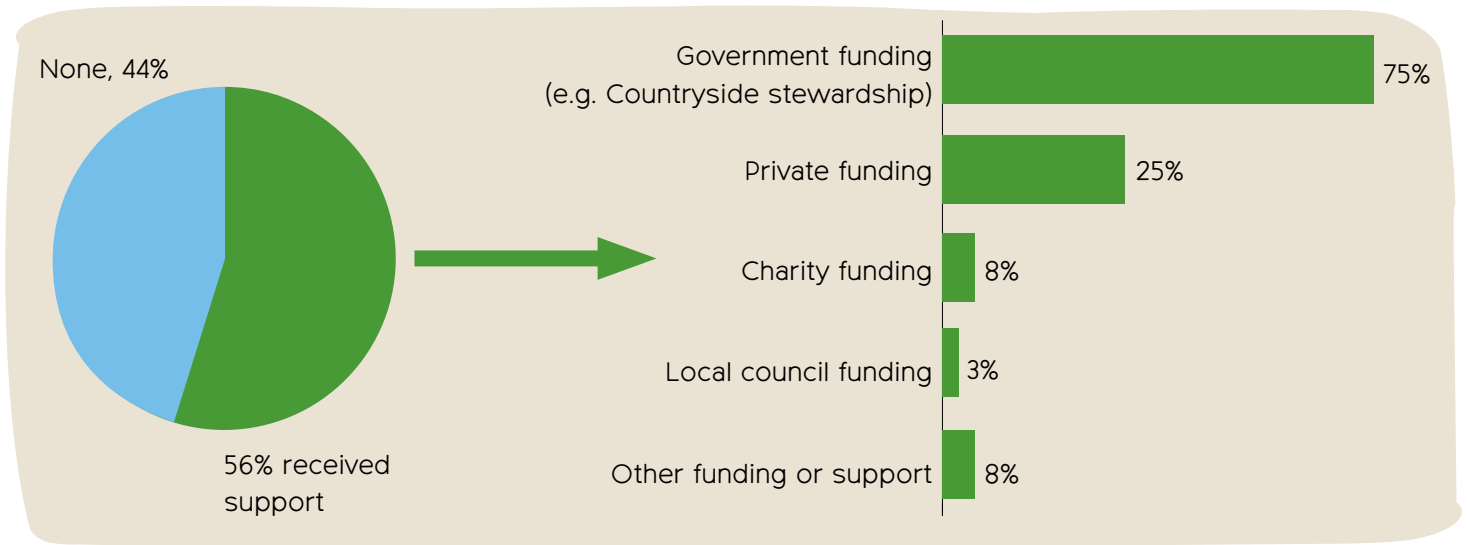 None, 44%
56% received
support
Government funding
(e.g. Countryside stewardship)
75%
Private funding
25%
Charity funding
8%
Local council funding
3%
Other funding or support
8%